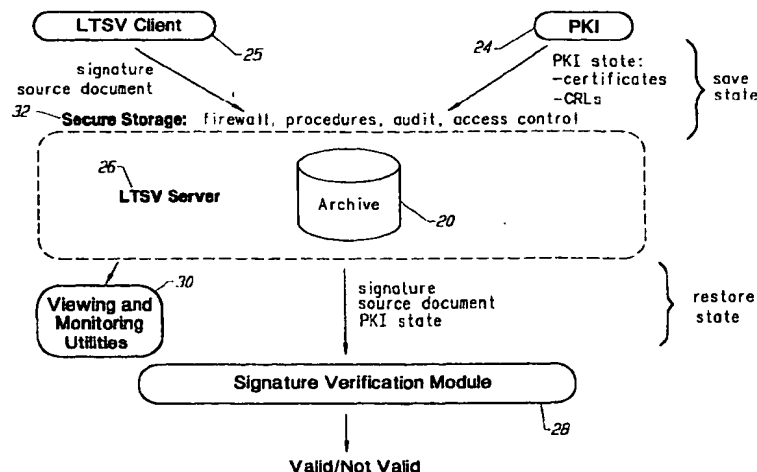 LTSV Client
25
24
PKI
signature
source document
PKI state:
-certificates
-CRLs
save
state
32
Secure Storage: firewall, procedures, audit, access control
26
LTSV Server
Archive
20
30
Viewing and
Monitoring
Utilities
signature
source document
PKI state
restore
state
Signature Verification Module
28
Valid/Not Valid